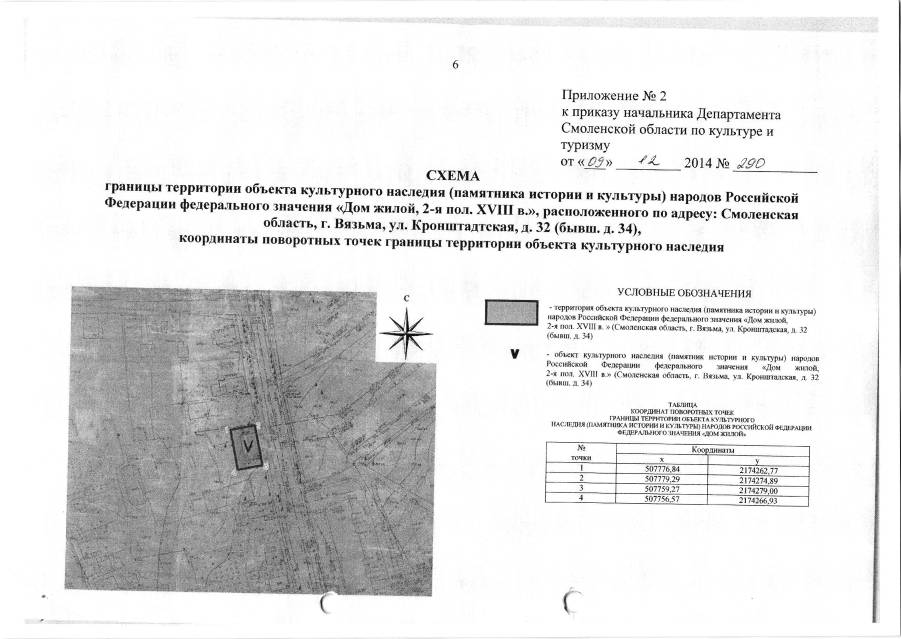 6
Приложение № 2
к приказу начальника Департамента
Смоленской области по культуре и
туризму
от «09» 12 2014 № 290
СХЕМА
границы территории объекта культурного наследия (памятника истории и культуры) народов Российской
Федерации федерального значения «Дом жилой, 2-я пол. XVIII в.», расположенного по адресу: Смоленская
область, г. Вязьма, ул. Кронштадтская, д. 32 (бывш. д. 34),
координаты поворотных точек границы территории объекта культурного наследия
С
V
УСЛОВНЫЕ ОБОЗНАЧЕНИЯ
- территория объекта культурного наследия (памятника истории и культуры)
народов Российской Федерации федерального значения «Дом жилой,
2-я пол. XVIII в. » (Смоленская область, г. Вязьма, ул. Кронштадская, д. 32
(бывш. д. 34)
V
- объект культурного наследия (памятник истории и культуры) народов
Российской Федерации федерального значения «Дом жилой,
2-я пол. XVIII в.» (Смоленская область, г. Вязьма, ул. Кроншталская, д. 32
(бывш. д. 34)
ТАБЛИЦА
КООРДИНАТ ПОВОРОТНЫХ ТОЧЕК
ГРАНИЦЫ ТЕРРИТОРИИ ОБЪЕКТА КУЛЬТУРНОГО
НАСЛЕДИЯ (ПАМЯТНИКА ИСТОРИИ И КУЛЬТУРЫ) НАРОДОВ РОССИЙСКОЙ ФЕДЕРАЦИИ
ФЕДЕРАЛЬНОГО ЗНАЧЕНИЯ «ДОМ ЖИЛОЙ»
№ точки Координаты
x y
1 507776,84 2174262,77
2 507779,29 2174274,89
3 507759,27 2174279,00
4 507756,57 2174266,93